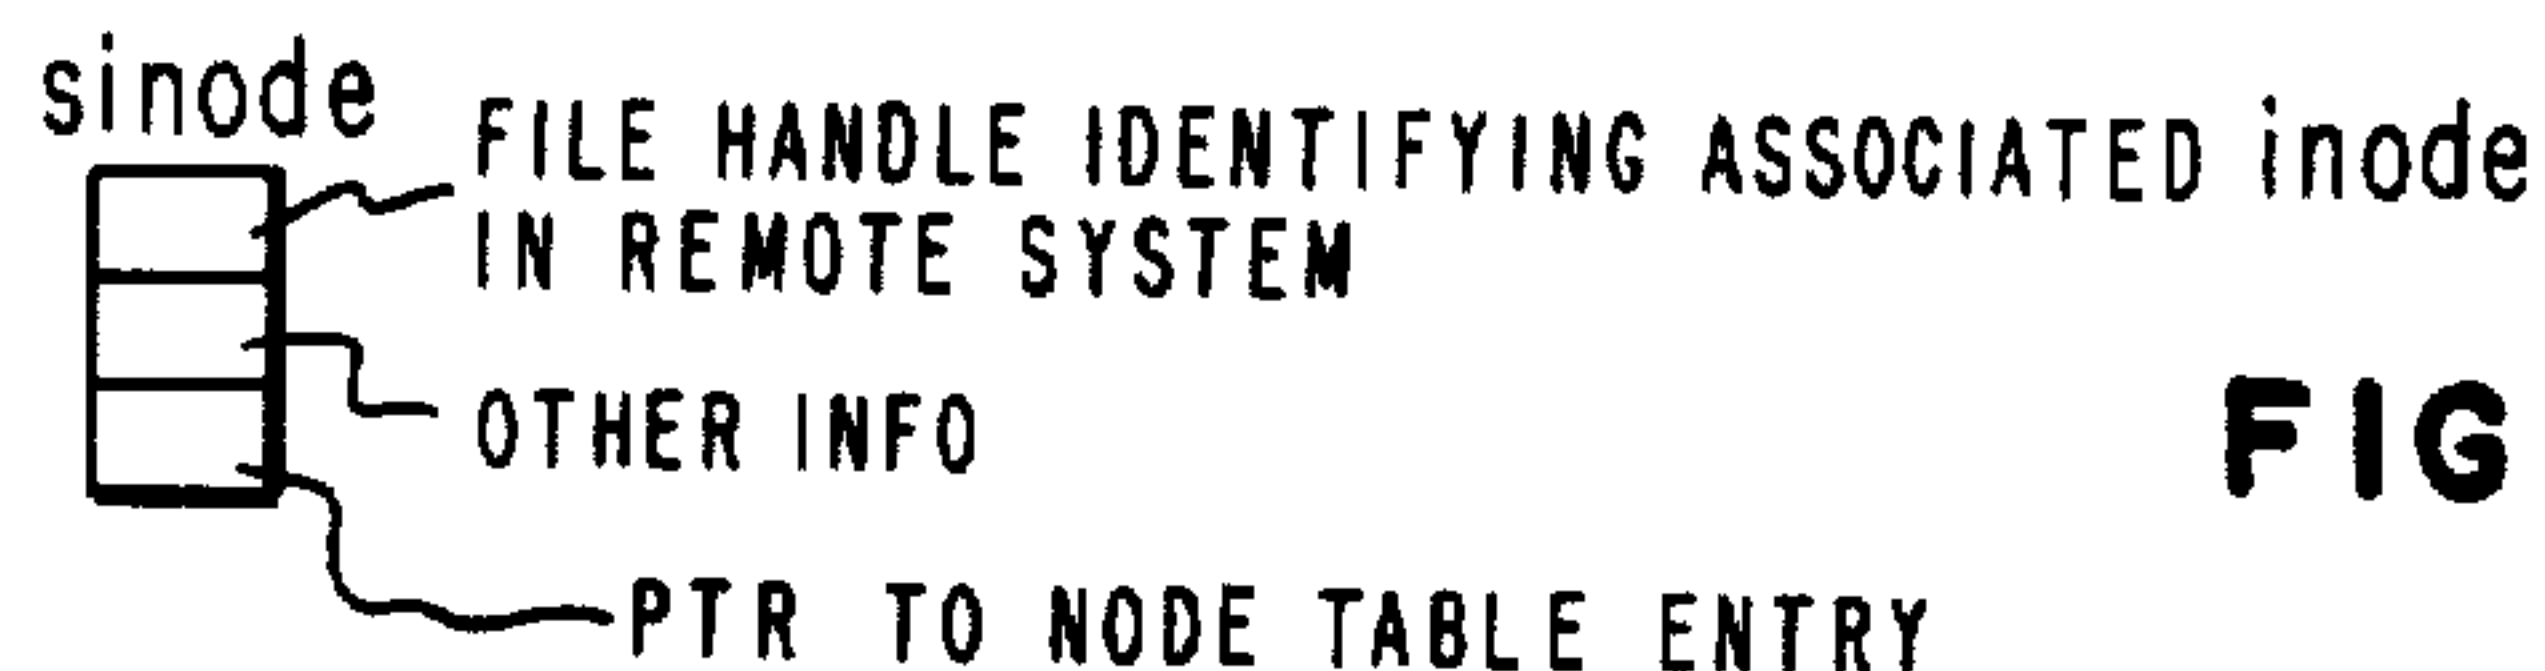 sinode
FILE HANDLE IDENTIFYING ASSOCIATED inode
IN REMOTE SYSTEM
OTHER INFO
FIG
PTR TO NODE TABLE ENTRY